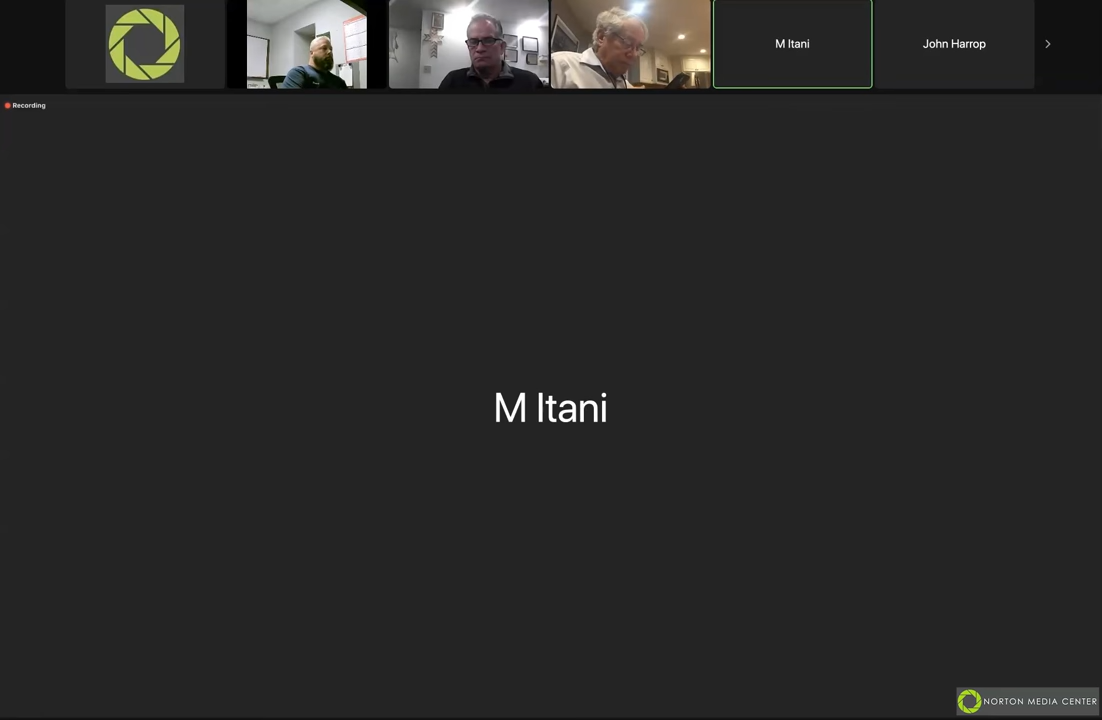 M Itani
John Harrop
Recording
M Itani
NORTON MEDIA CENTER